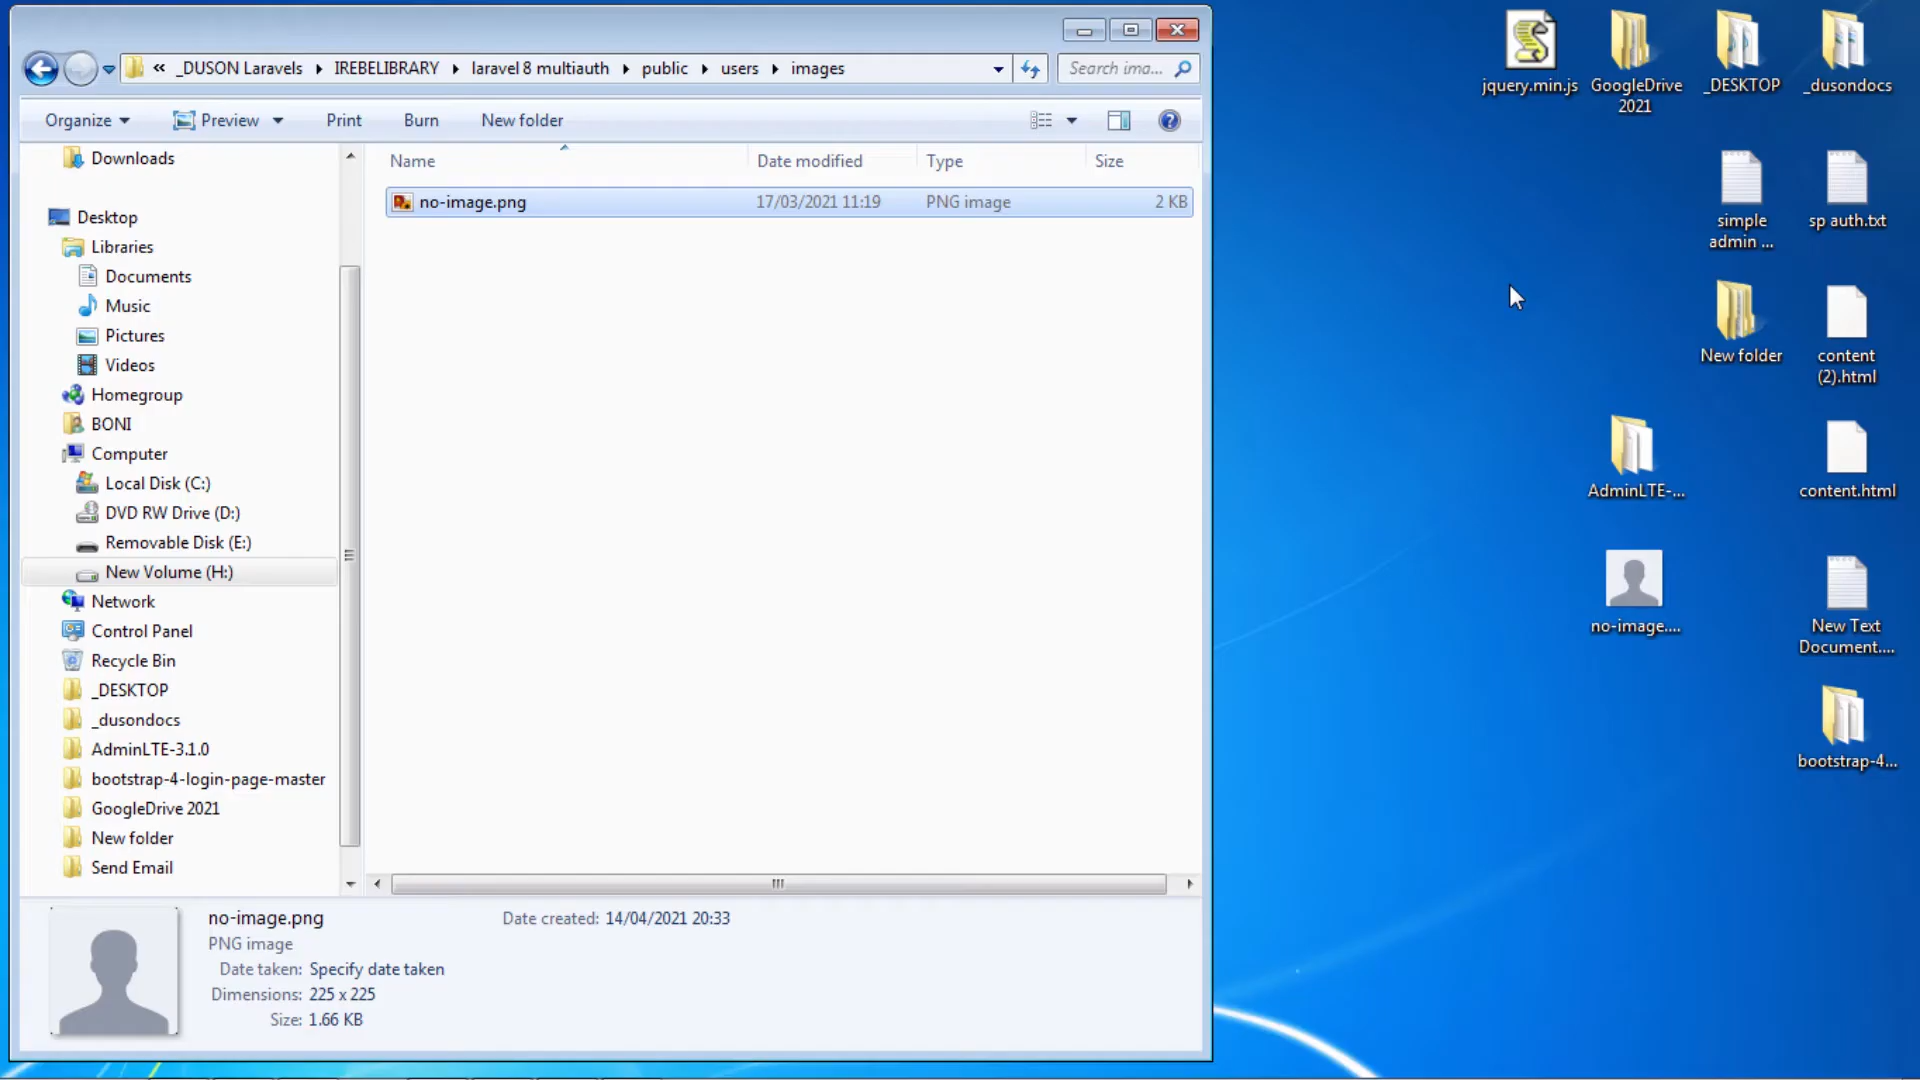 « _DUSON Laravels ▸ IREBELIBRARY ▸ laravel 8 multiauth ▸ public ▸ users ▸ images
Search ima...
Organize Preview Print Burn New folder
Name Date modified Type Size
no-image.png 17/03/2021 11:19 PNG image 2 KB
Downloads
Desktop
Libraries
Documents
Music
Pictures
Videos
Homegroup
BONI
Computer
Local Disk (C:)
DVD RW Drive (D:)
Removable Disk (E:)
New Volume (H:)
Network
Control Panel
Recycle Bin
_DESKTOP
_dusondocs
AdminLTE-3.1.0
bootstrap-4-login-page-master
GoogleDrive 2021
New folder
Send Email
no-image.png Date created: 14/04/2021 20:33
PNG image
Date taken: Specify date taken
Dimensions: 225 x 225
Size: 1.66 KB
jquery.min.js
GoogleDrive
2021
_DESKTOP
_dusondocs
simple
admin ...
sp auth.txt
New folder
content
(2).html
AdminLTE-...
content.html
no-image....
New Text
Document....
bootstrap-4...